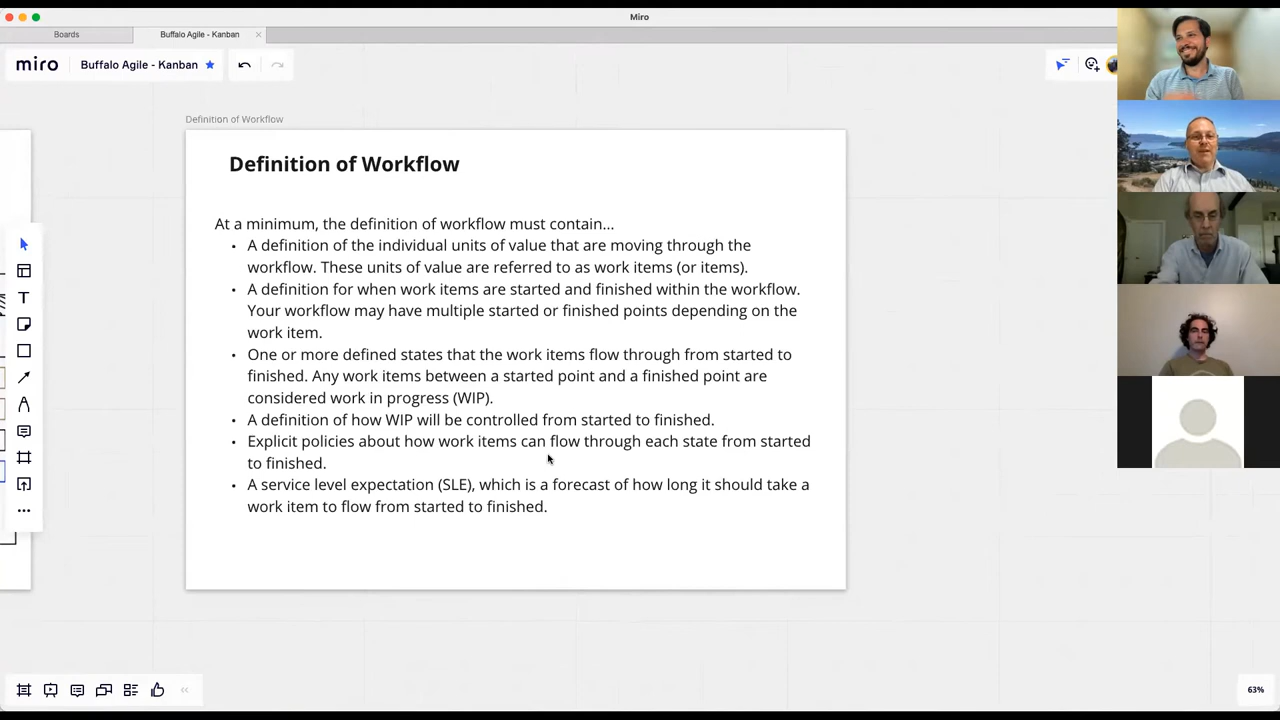 Miro
Boards
Buffalo Agile - Kanban
miro
Buffalo Agile - Kanban
Definition of Workflow
Definition of Workflow
At a minimum, the definition of workflow must contain...
• A definition of the individual units of value that are moving through the
workflow. These units of value are referred to as work items (or items).
• A definition for when work items are started and finished within the workflow.
Your workflow may have multiple started or finished points depending on the
work item.
• One or more defined states that the work items flow through from started to
finished. Any work items between a started point and a finished point are
considered work in progress (WIP).
• A definition of how WIP will be controlled from started to finished.
• Explicit policies about how work items can flow through each state from started
to finished.
• A service level expectation (SLE), which is a forecast of how long it should take a
work item to flow from started to finished.
63%